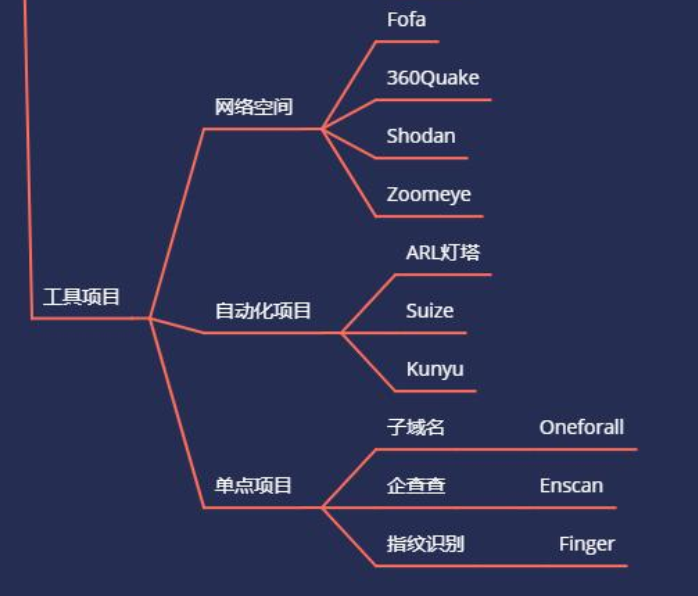 Fofa
360Quake
网络空间
Shodan
Zoomeye
ARL灯塔
工具项目
自动化项目
Suize
Kunyu
子域名 Oneforall
单点项目
企查查 Enscan
指纹识别 Finger